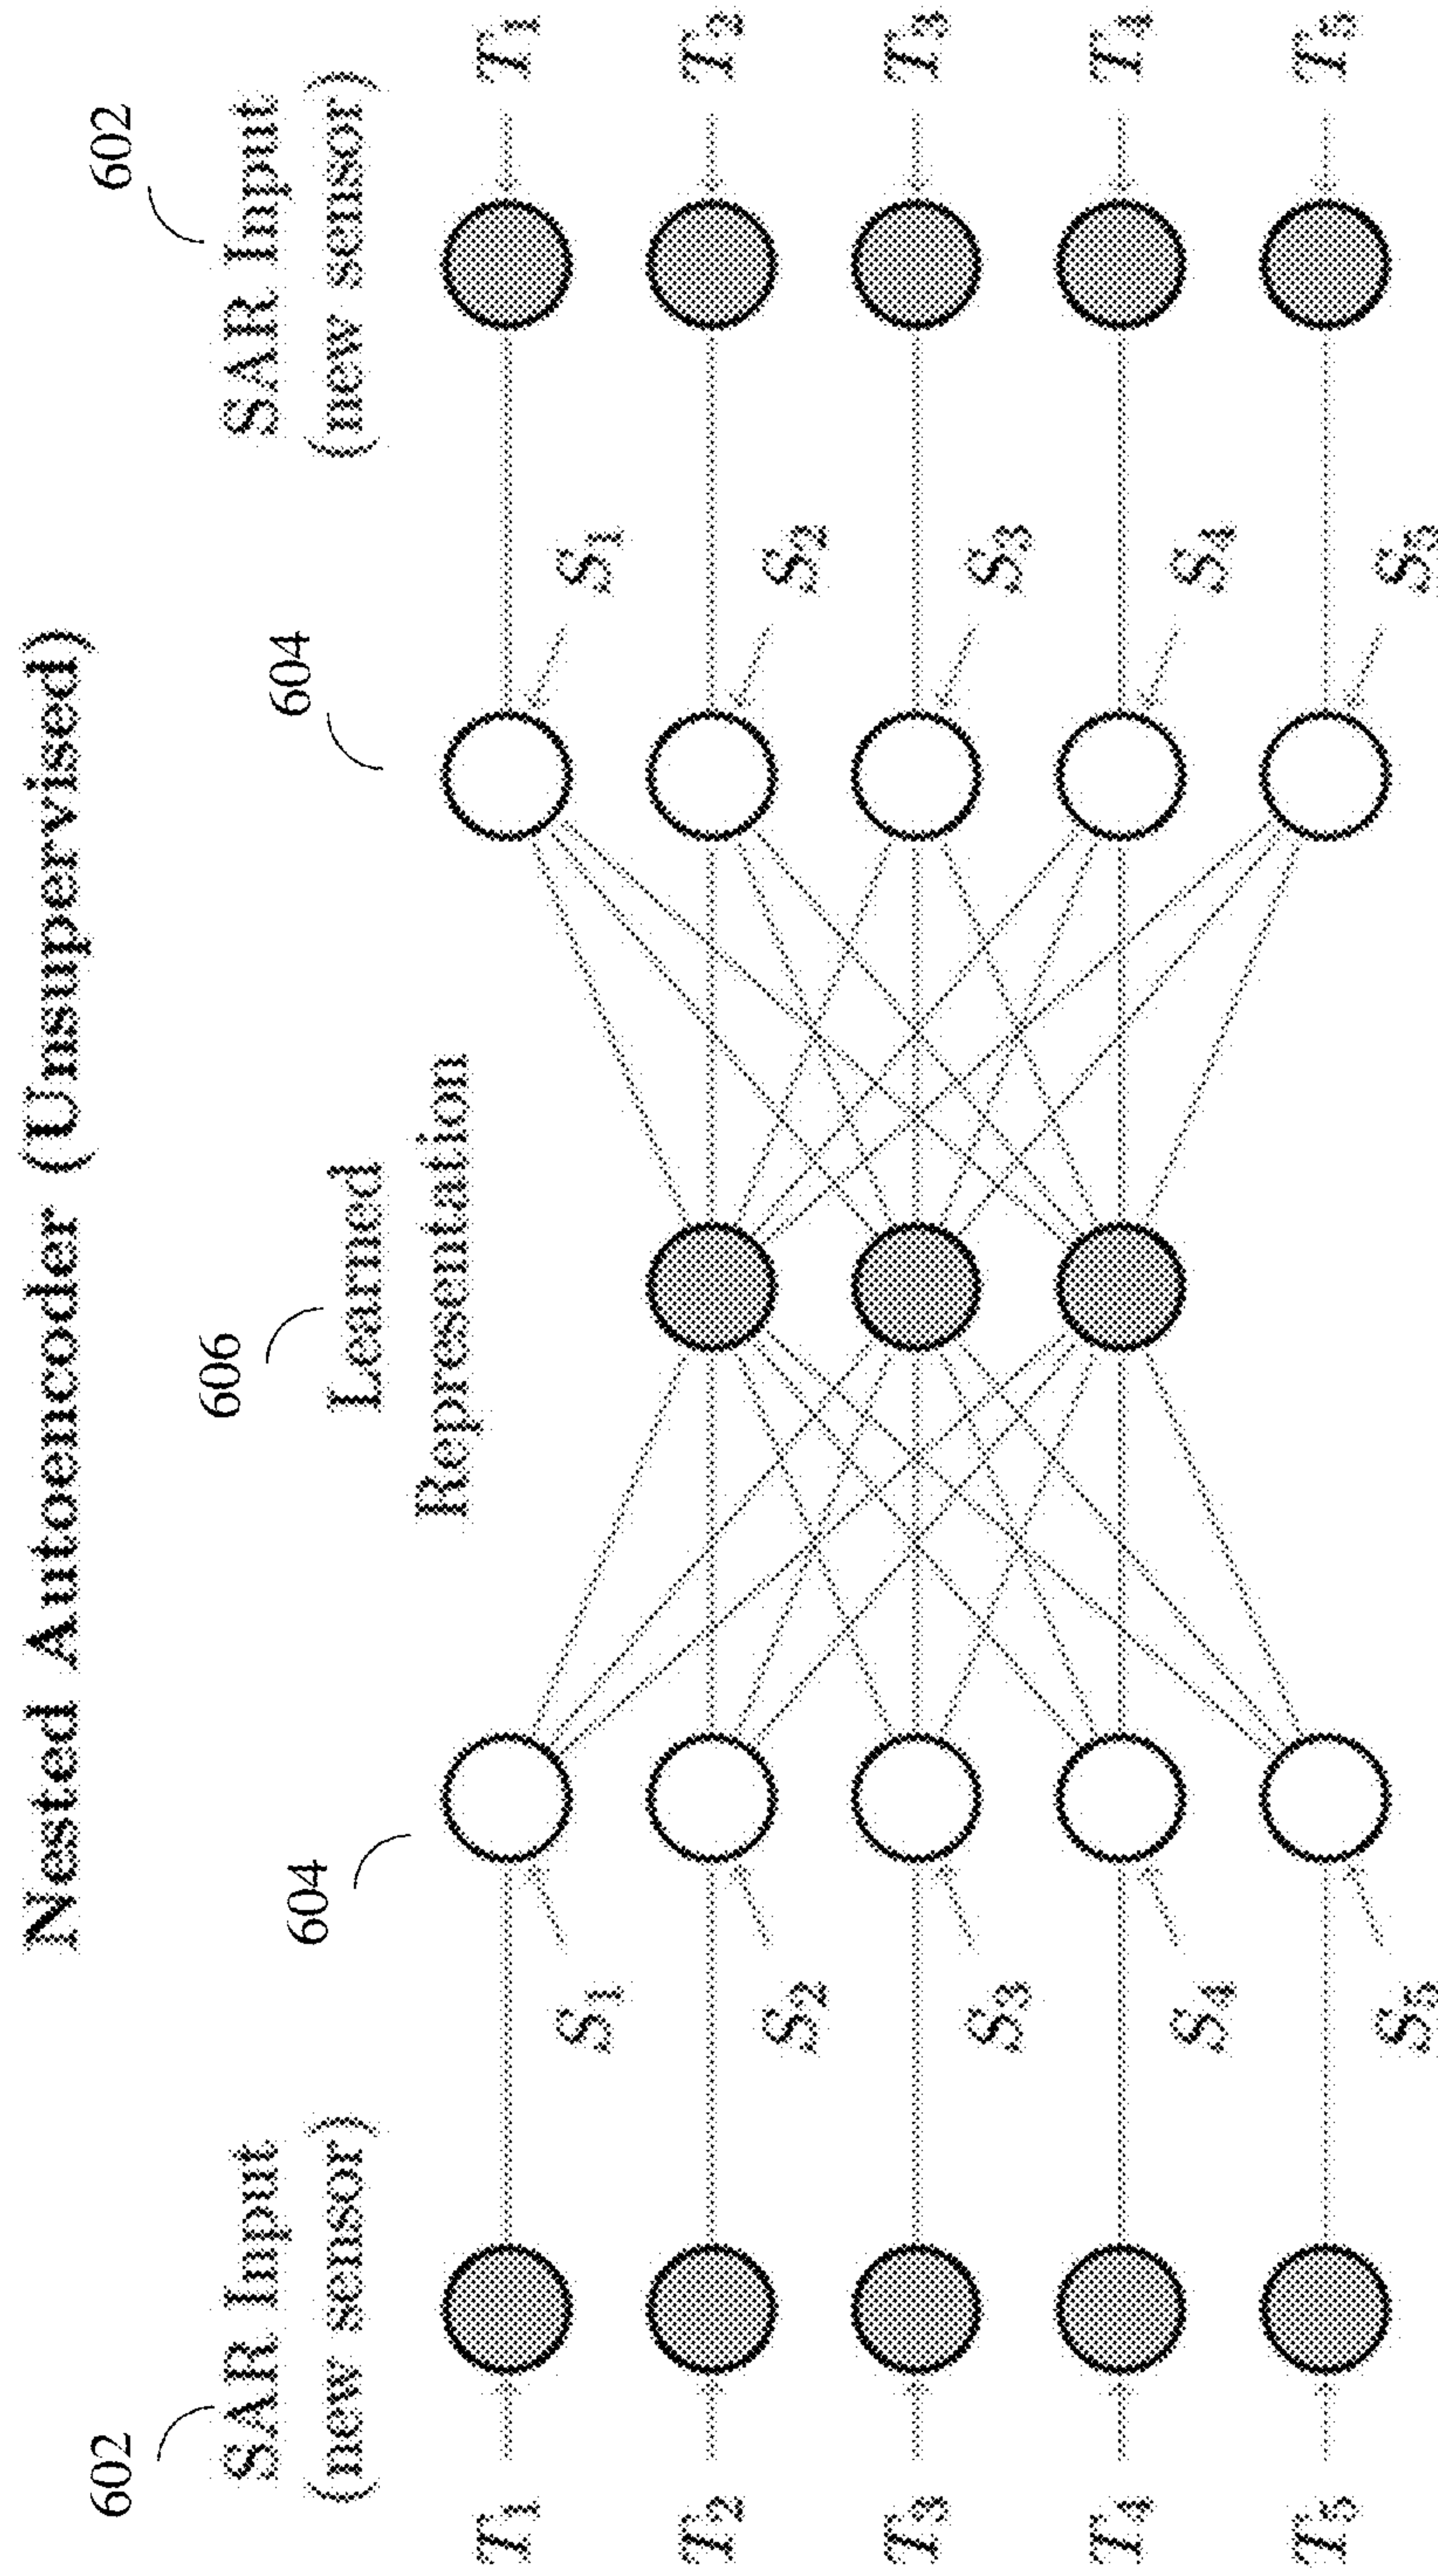 Nested Autoencoder (Unsupervised)
602
SAR Input
(new sensor)
604
606
Learned
Representation
604
602
SAR Input
(new sensor)
T1
T1
S1
S1
T2
T2
S2
S2
T3
T3
S3
S3
T4
T4
S4
S4
T5
T5
S5
S5